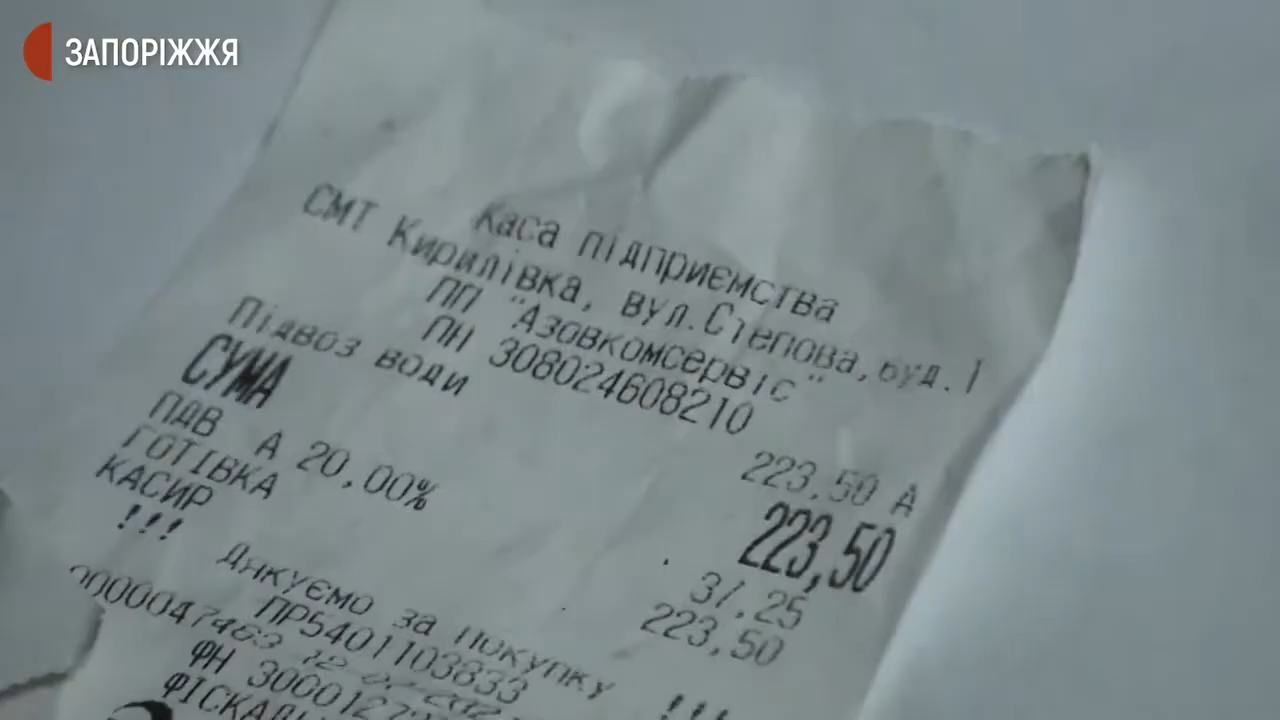 ЗАПОРІЖЖЯ
Каса підприємства
СМТ Кирилівка, вул.Степова,буд.1
ПП "Азовкомсервіс"
ПН 308024608210
Підвоз води 223,50 А
СУМА 223,50
ПДВ А 20,00% 37,25
ГОТІВКА 223,50
КАСИР
!!! Дякуємо за покупку !!!
ПР5401103833
ФН